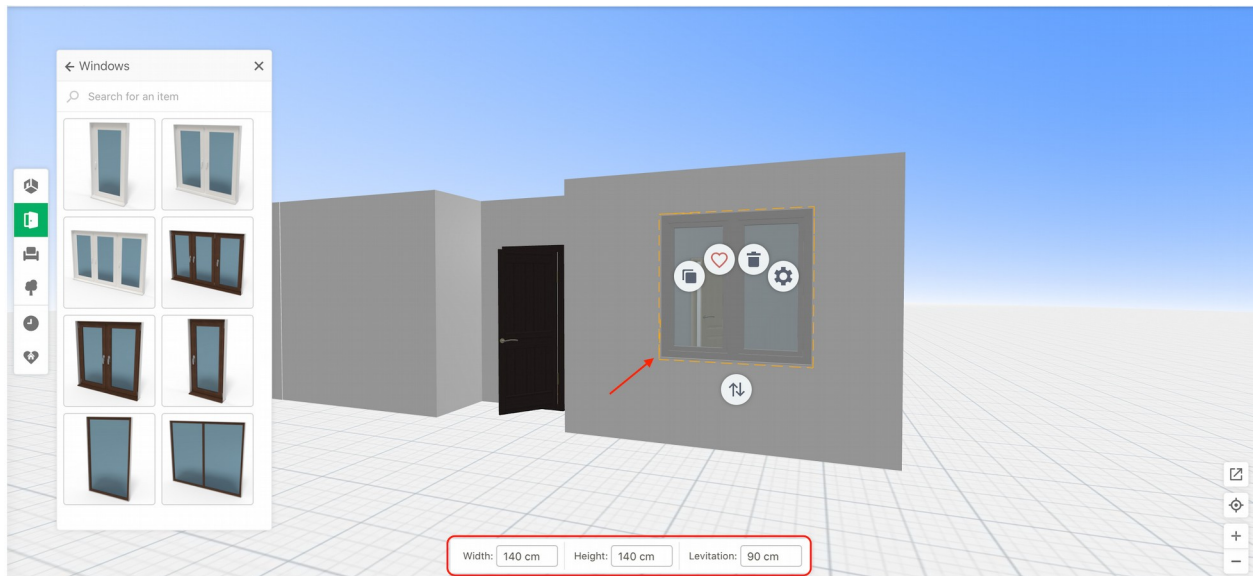 Windows
Search for an item
Width: 140 cm Height: 140 cm Levitation: 90 cm